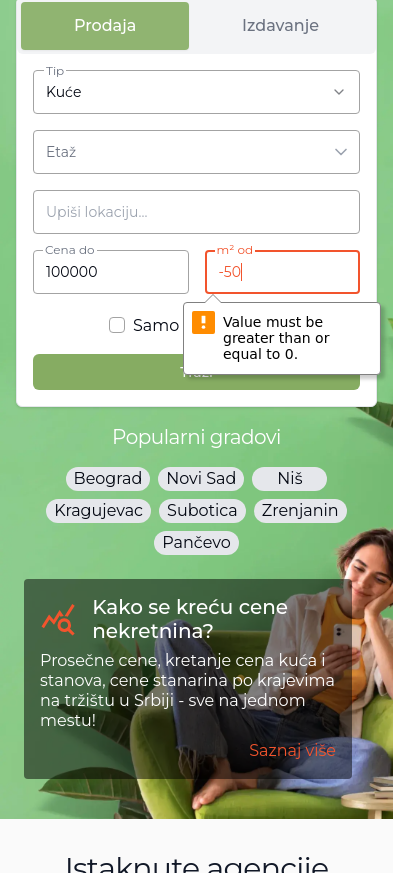 Prodaja
Izdavanje
Tip
Kuće
Etaž
Upiši lokaciju...
Cena do
100000
m² od
-50
Samo
Value must be
greater than or
equal to 0.
Popularni gradovi
Beograd
Novi Sad
Niš
Kragujevac
Subotica
Zrenjanin
Pančevo
Kako se kreću cene
nekretnina?
Prosečne cene, kretanje cena kuća i
stanova, cene stanarina po krajevima
na tržištu u Srbiji - sve na jednom
mestu!
Saznaj više
Istaknute agencije